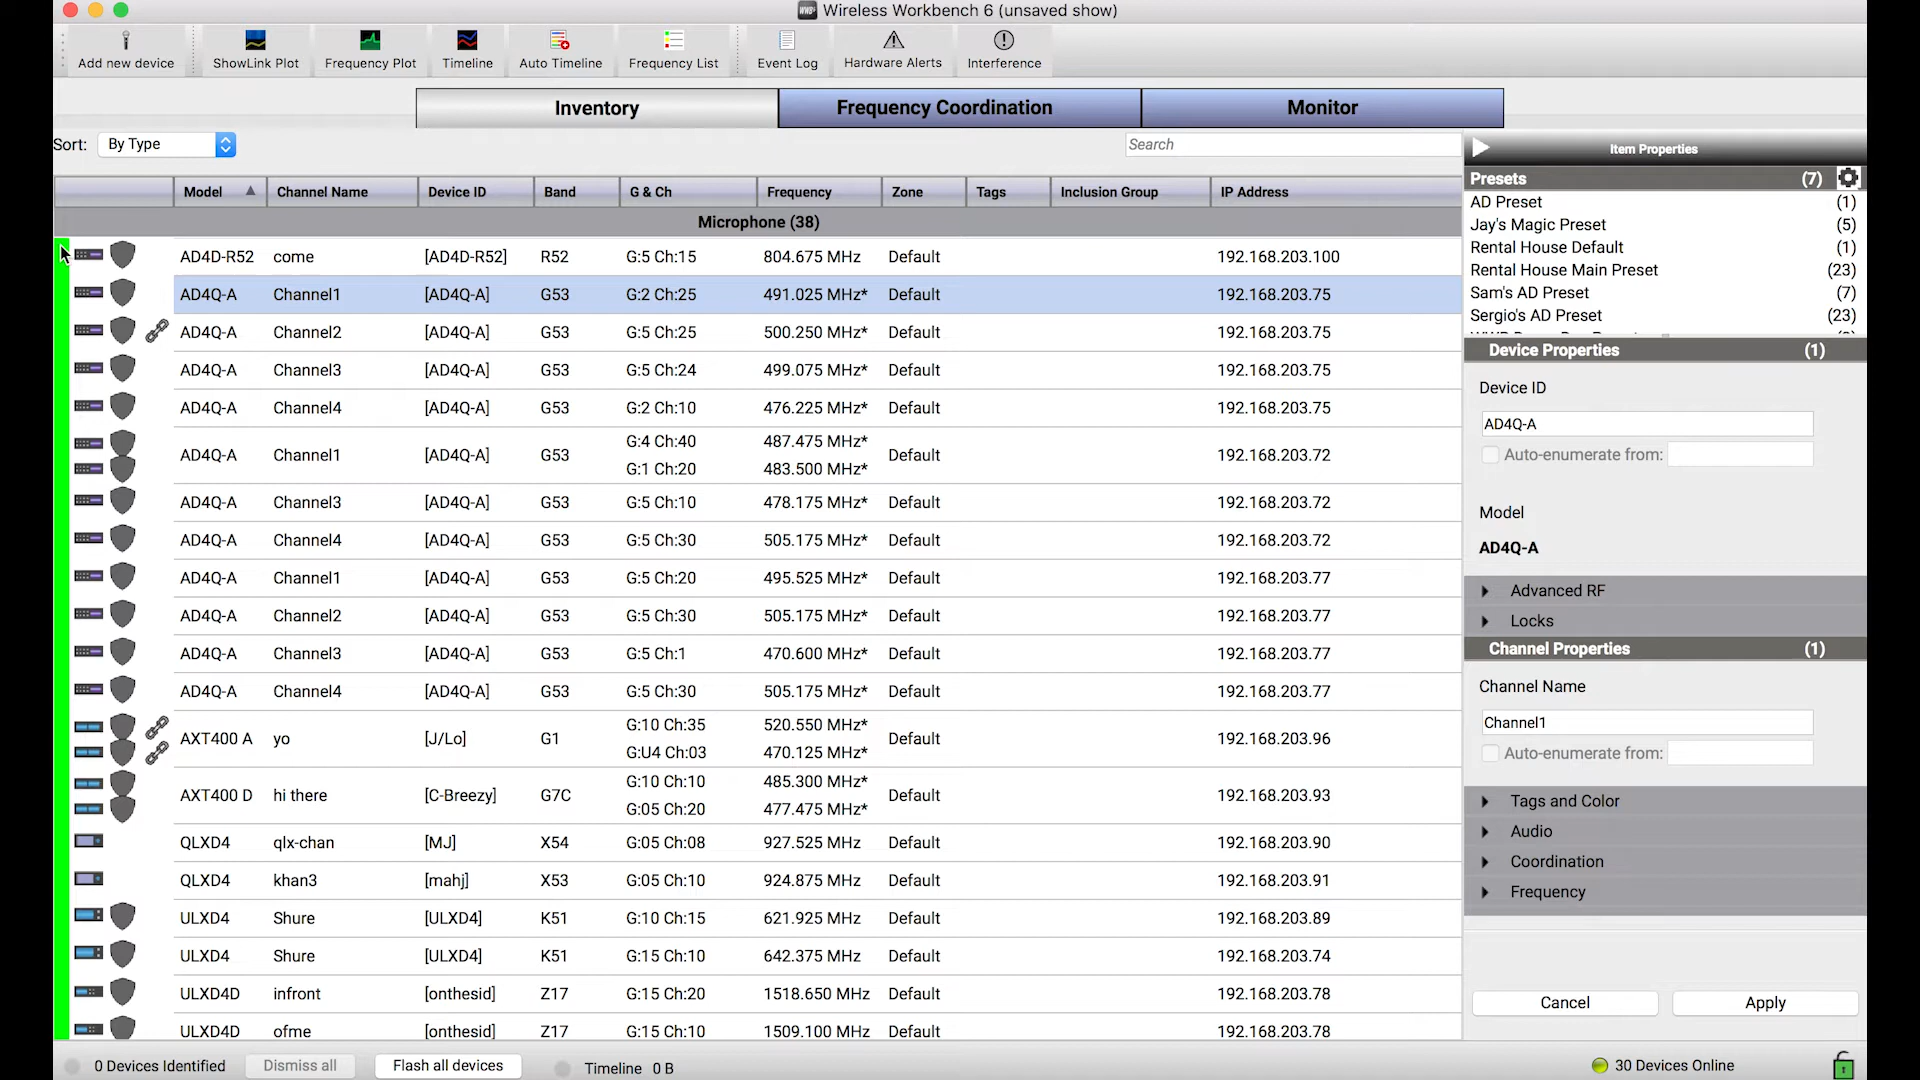 WWB6 Wireless Workbench 6 (unsaved show)
Add new device ShowLink Plot Frequency Plot Timeline Auto Timeline Frequency List Event Log Hardware Alerts Interference
Inventory Frequency Coordination Monitor
Sort: By Type Search
Item Properties
Model Channel Name Device ID Band G & Ch Frequency Zone Tags Inclusion Group IP Address
Microphone (38)
AD4D-R52 come [AD4D-R52] R52 G:5 Ch:15 804.675 MHz Default 192.168.203.100
AD4Q-A Channel1 [AD4Q-A] G53 G:2 Ch:25 491.025 MHz* Default 192.168.203.75
AD4Q-A Channel2 [AD4Q-A] G53 G:5 Ch:25 500.250 MHz* Default 192.168.203.75
AD4Q-A Channel3 [AD4Q-A] G53 G:5 Ch:24 499.075 MHz* Default 192.168.203.75
AD4Q-A Channel4 [AD4Q-A] G53 G:2 Ch:10 476.225 MHz* Default 192.168.203.75
AD4Q-A Channel1 [AD4Q-A] G53 G:4 Ch:40 487.475 MHz* Default 192.168.203.72
G:1 Ch:20 483.500 MHz*
AD4Q-A Channel3 [AD4Q-A] G53 G:5 Ch:10 478.175 MHz* Default 192.168.203.72
AD4Q-A Channel4 [AD4Q-A] G53 G:5 Ch:30 505.175 MHz* Default 192.168.203.72
AD4Q-A Channel1 [AD4Q-A] G53 G:5 Ch:20 495.525 MHz* Default 192.168.203.77
AD4Q-A Channel2 [AD4Q-A] G53 G:5 Ch:30 505.175 MHz* Default 192.168.203.77
AD4Q-A Channel3 [AD4Q-A] G53 G:5 Ch:1 470.600 MHz* Default 192.168.203.77
AD4Q-A Channel4 [AD4Q-A] G53 G:5 Ch:30 505.175 MHz* Default 192.168.203.77
AXT400 A yo [J/Lo] G1 G:10 Ch:35 520.550 MHz* Default 192.168.203.96
G:U4 Ch:03 470.125 MHz*
AXT400 D hi there [C-Breezy] G7C G:10 Ch:10 485.300 MHz* Default 192.168.203.93
G:05 Ch:20 477.475 MHz*
QLXD4 qlx-chan [MJ] X54 G:05 Ch:08 927.525 MHz Default 192.168.203.90
QLXD4 khan3 [mahj] X53 G:05 Ch:10 924.875 MHz Default 192.168.203.91
ULXD4 Shure [ULXD4] K51 G:10 Ch:15 621.925 MHz Default 192.168.203.89
ULXD4 Shure [ULXD4] K51 G:15 Ch:10 642.375 MHz Default 192.168.203.74
ULXD4D infront [onthesid] Z17 G:15 Ch:20 1518.650 MHz Default 192.168.203.78
ULXD4D ofme [onthesid] Z17 G:15 Ch:10 1509.100 MHz Default 192.168.203.78
Presets (7)
AD Preset (1)
Jay's Magic Preset (5)
Rental House Default (1)
Rental House Main Preset (23)
Sam's AD Preset (7)
Sergio's AD Preset (23)
Device Properties (1)
Device ID
AD4Q-A
Auto-enumerate from:
Model
AD4Q-A
Advanced RF
Locks
Channel Properties (1)
Channel Name
Channel1
Auto-enumerate from:
Tags and Color
Audio
Coordination
Frequency
Cancel Apply
0 Devices Identified Dismiss all Flash all devices Timeline 0 B 30 Devices Online